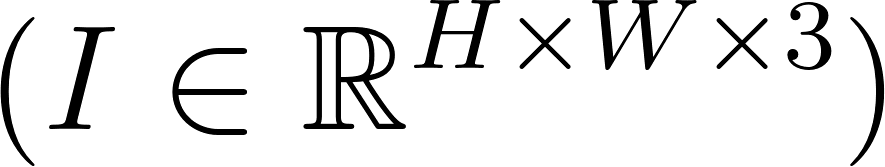 (I ∈ ℝ^{H×W×3})